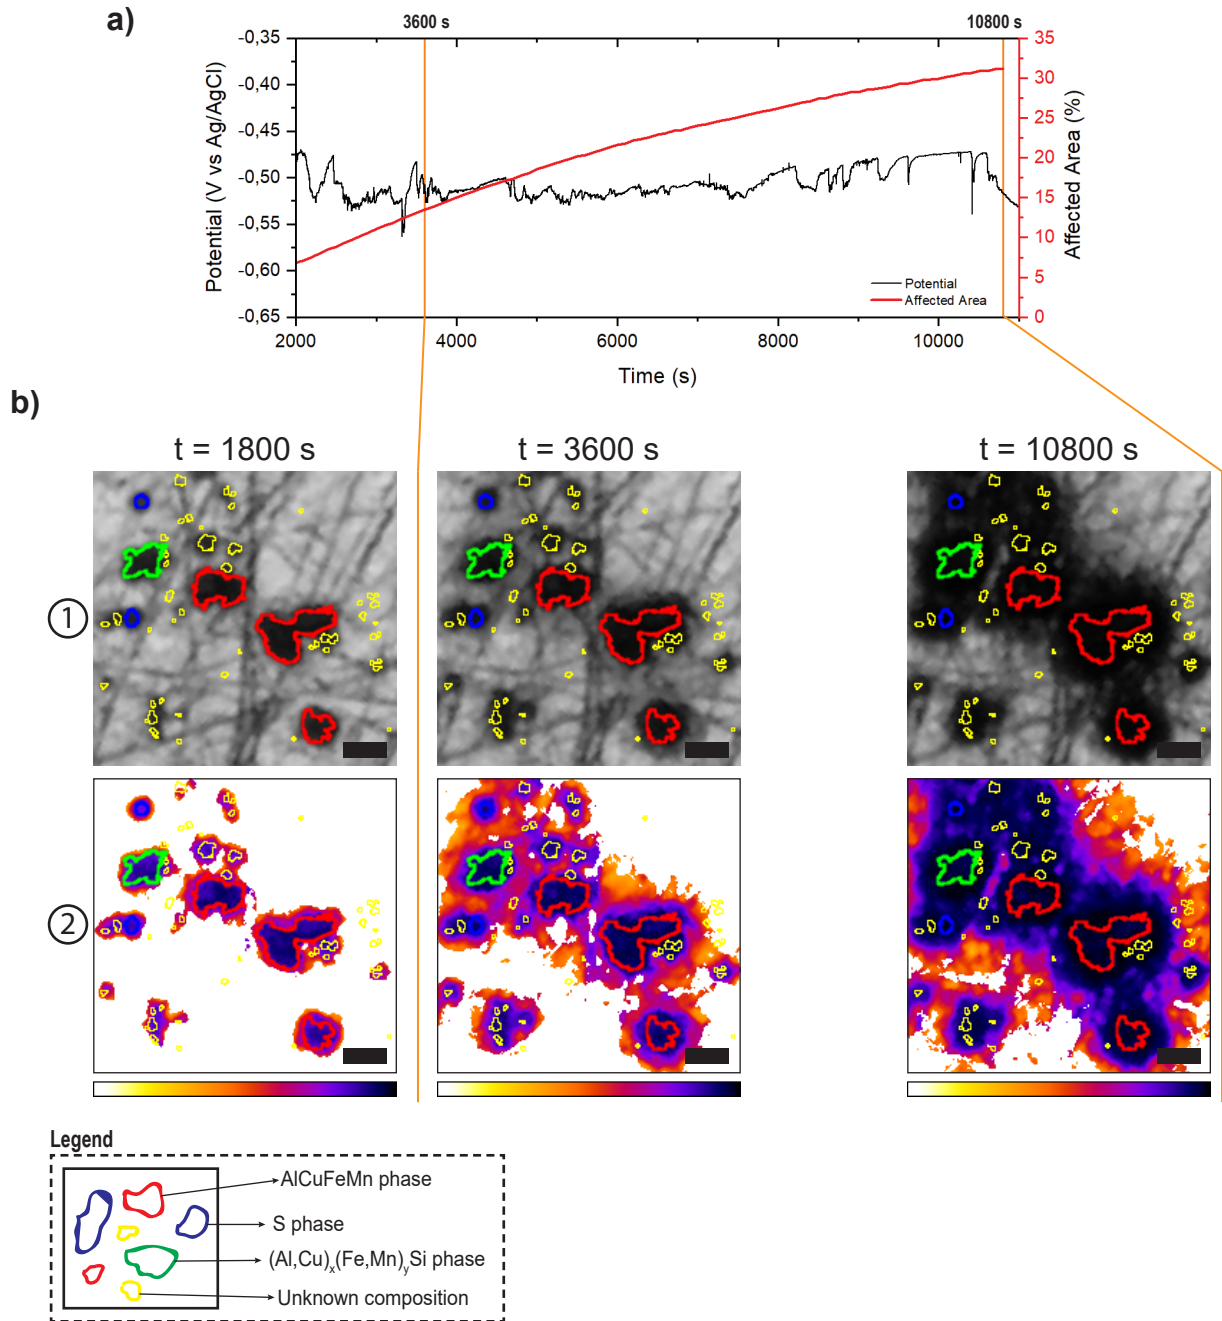 a)
3600 s
10800 s
-0,35
-0,40
-0,45
-0,50
-0,55
-0,60
-0,65
Potential (V vs Ag/AgCl)
35
30
25
20
15
10
5
0
Affected Area (%)
Potential
Affected Area
2000 4000 6000 8000 10000
Time (s)
b)
t = 1800 s
t = 3600 s
t = 10800 s
1
2
Legend
AlCuFeMn phase
S phase
(Al,Cu)x(Fe,Mn)ySi phase
Unknown composition